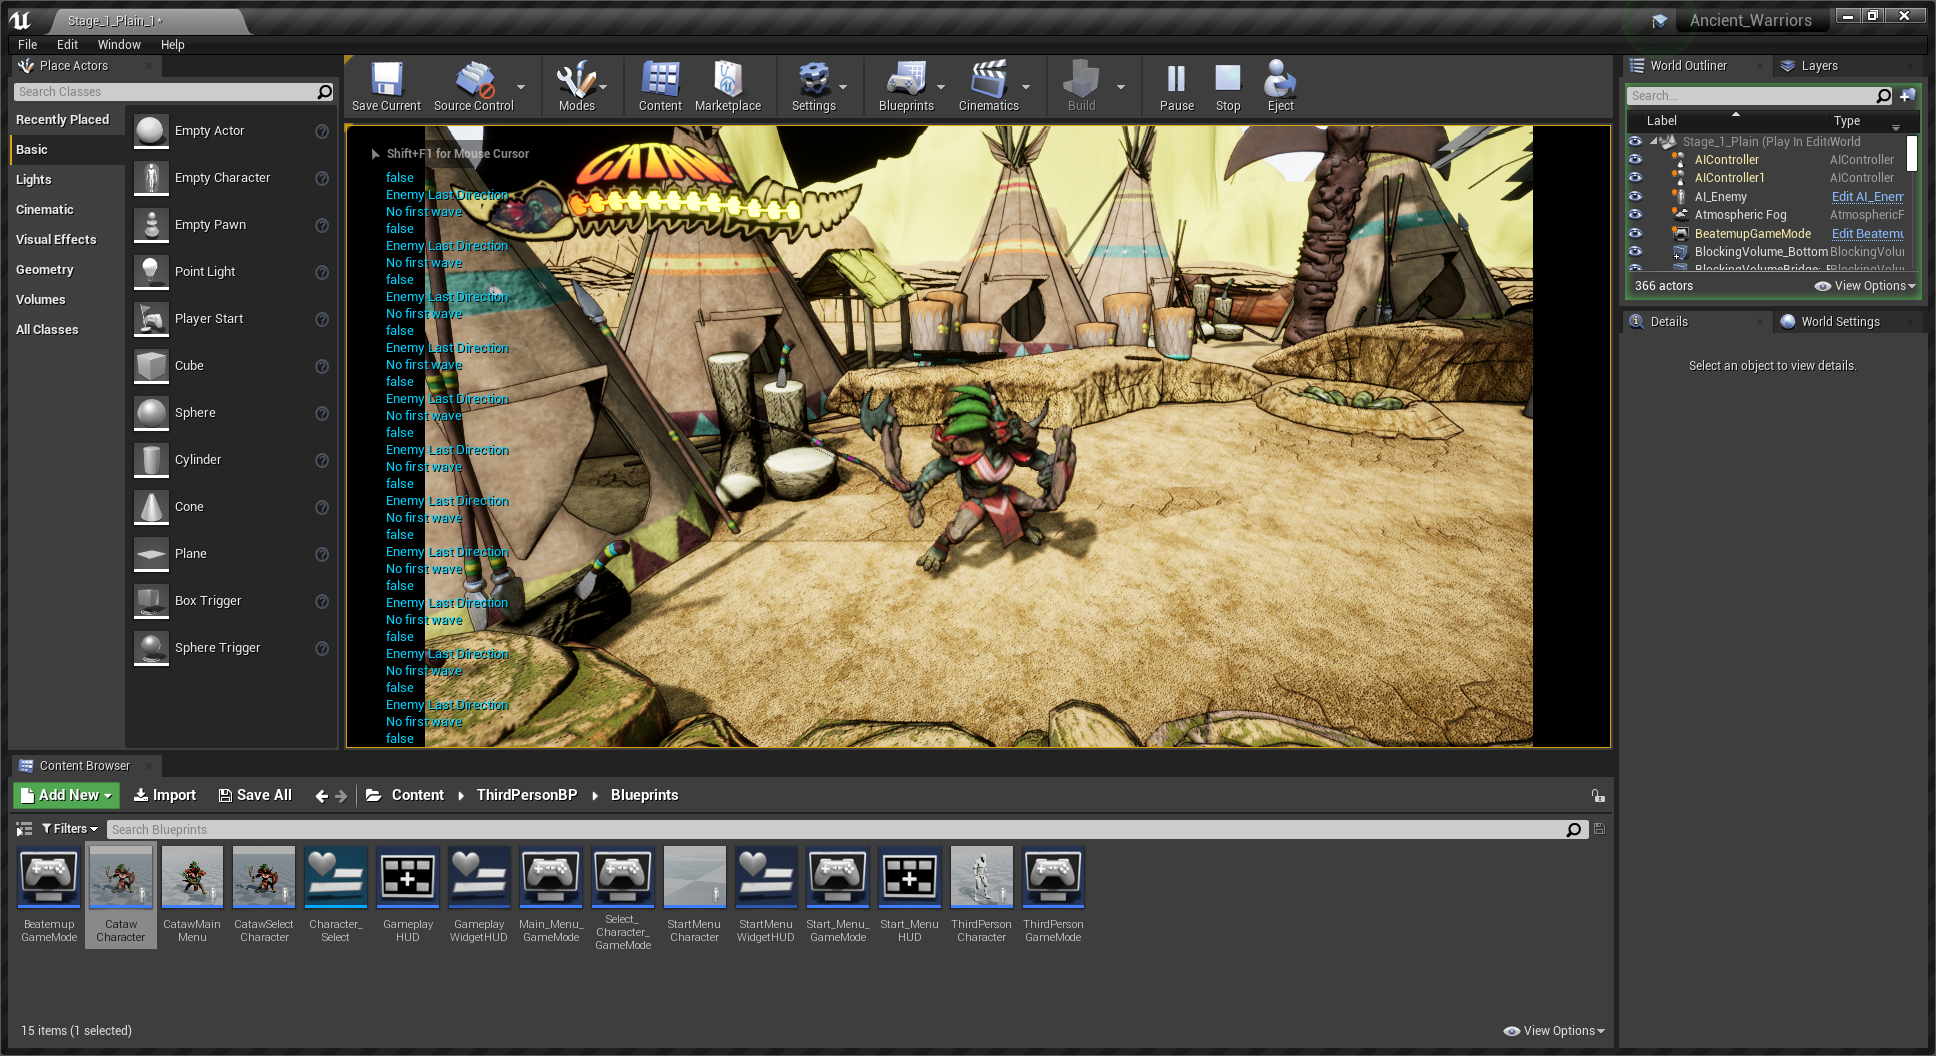 Stage_1_Plain_1*
Ancient_Warriors
File Edit Window Help
Place Actors
Search Classes
Recently Placed
Basic
Lights
Cinematic
Visual Effects
Geometry
Volumes
All Classes
Empty Actor
Empty Character
Empty Pawn
Point Light
Player Start
Cube
Sphere
Cylinder
Cone
Plane
Box Trigger
Sphere Trigger
Save Current
Source Control
Modes
Content
Marketplace
Settings
Blueprints
Cinematics
Build
Pause
Stop
Eject
Shift+F1 for Mouse Cursor
CATAW
false
Enemy Last Direction
No first wave
false
Enemy Last Direction
No first wave
false
Enemy Last Direction
No first wave
false
Enemy Last Direction
No first wave
false
Enemy Last Direction
No first wave
false
Enemy Last Direction
No first wave
false
Enemy Last Direction
No first wave
false
Enemy Last Direction
No first wave
false
Enemy Last Direction
No first wave
false
Enemy Last Direction
No first wave
false
Enemy Last Direction
No first wave
false
World Outliner
Layers
Search...
Label Type
Stage_1_Plain (Play In Edit World
AIController AIController
AIController1 AIController
AI_Enemy Edit AI_Enem
Atmospheric Fog AtmosphericF
BeatemupGameMode Edit Beatemu
BlockingVolume_Bottom BlockingVolu
366 actors
View Options
Details
World Settings
Select an object to view details.
Content Browser
Add New
Import
Save All
Content
ThirdPersonBP
Blueprints
Filters
Search Blueprints
Beatemup
GameMode
Cataw
Character
CatawMain
Menu
CatawSelect
Character
Character_
Select
Gameplay
HUD
Gameplay
WidgetHUD
Main_Menu_
GameMode
Select_
Character_
GameMode
StartMenu
Character
StartMenu
WidgetHUD
Start_Menu_
GameMode
Start_Menu
HUD
ThirdPerson
Character
ThirdPerson
GameMode
15 items (1 selected)
View Options